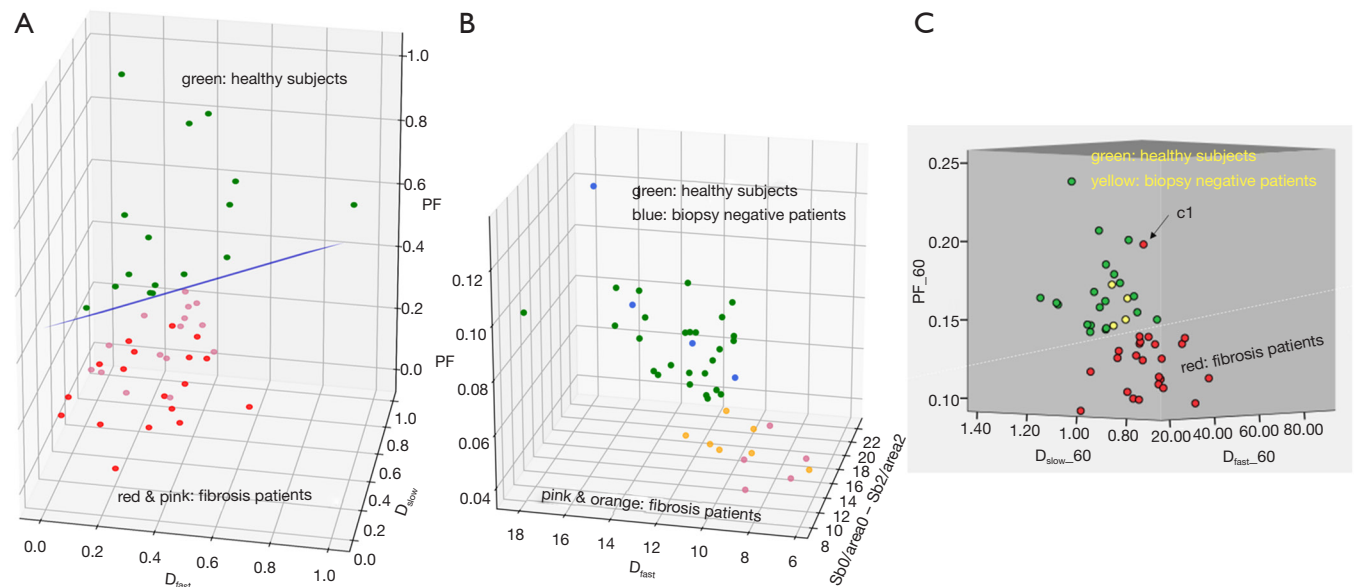 A
green: healthy subjects
1.0
0.8
0.6
PF
0.4
0.2
PF
0.0
1.0
0.8
0.6
0.4
0.2
0.0
D slow
red & pink: fibrosis patients
0.0
0.2
0.4
0.6
0.8
1.0
D fast
B
green: healthy subjects
blue: biopsy negative patients
0.12
0.10
0.08
0.06
0.04
pink & orange: fibrosis patients
18
16
14
12
10
8
6
D fast
22
20
18
16
14
12
10
8
Sb0/area0 – Sb2/area2
C
green: healthy subjects
yellow: biopsy negative patients
c1
0.25
0.20
0.15
0.10
PF_60
red: fibrosis patients
1.40
1.20
1.00
0.80
20.00
40.00
60.00
80.00
D slow_60
D fast_60